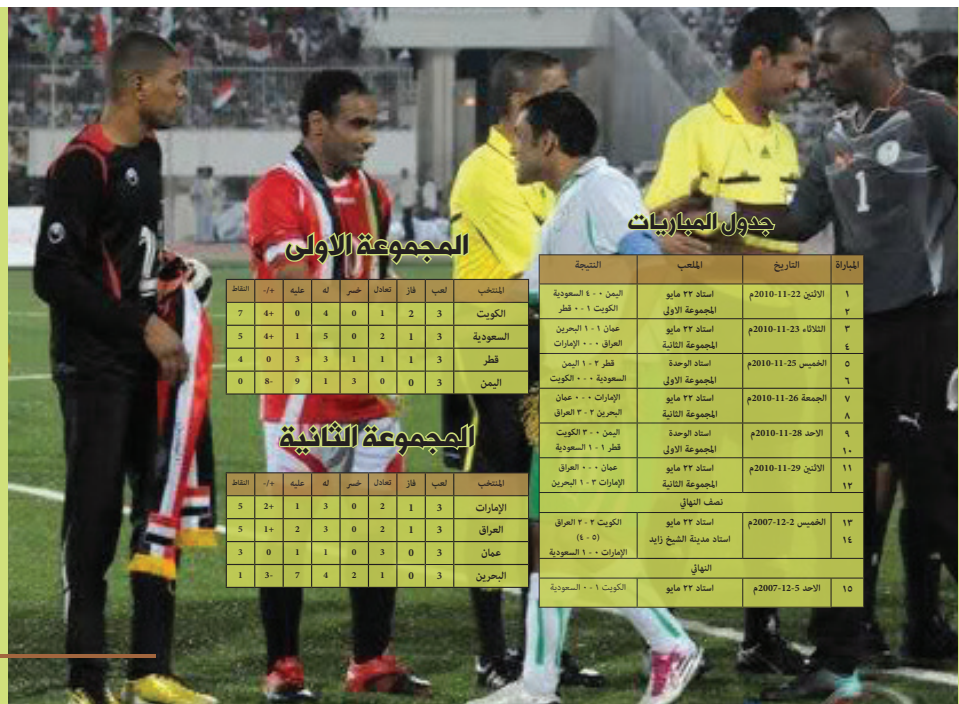 جدول المباريات
المباراة التاريخ الملعب النتيجة
١ الاثنين 22-11-2010م استاد ٢٢ مايو اليمن ٠ - ٤ السعودية
٢ المجموعة الاولى الكويت ١ - ٠ قطر
٣ الثلاثاء 23-11-2010م استاد ٢٢ مايو عمان ١ - ١ البحرين
٤ المجموعة الثانية العراق ٠ - ٠ الإمارات
٥ الخميس 25-11-2010م استاد الوحدة قطر ٢ - ١ اليمن
٦ المجموعة الاولى السعودية ٠ - ٠ الكويت
٧ الجمعة 26-11-2010م استاد ٢٢ مايو الإمارات ٠ - ٠ عمان
٨ المجموعة الثانية البحرين ٢ - ٣ العراق
٩ الاحد 28-11-2010م استاد الوحدة اليمن ٠ - ٣ الكويت
١٠ المجموعة الاولى قطر ١ - ١ السعودية
١١ الاثنين 29-11-2010م استاد ٢٢ مايو عمان ٠ - ٠ العراق
١٢ المجموعة الثانية الإمارات ٣ - ١ البحرين
نصف النهائي
١٣ الخميس 2-12-2007م استاد ٢٢ مايو الكويت ٢ - ٢ العراق
١٤ استاد مدينة الشيخ زايد (٥ - ٤)
الإمارات ٠ - ١ السعودية
النهائي
١٥ الاحد 5-12-2007م استاد ٢٢ مايو الكويت ١ - ٠ السعودية
المجموعة الاولى
المنتخب لعب فاز تعادل خسر له عليه +/- النقاط
الكويت 3 2 1 0 4 0 +4 7
السعودية 3 1 2 0 5 1 +4 5
قطر 3 1 1 1 3 3 0 4
اليمن 3 0 0 3 1 9 -8 0
المجموعة الثانية
المنتخب لعب فاز تعادل خسر له عليه +/- النقاط
الإمارات 3 1 2 0 3 1 +2 5
العراق 3 1 2 0 3 2 +1 5
عمان 3 0 3 0 1 1 0 3
البحرين 3 0 1 2 4 7 -3 1
1